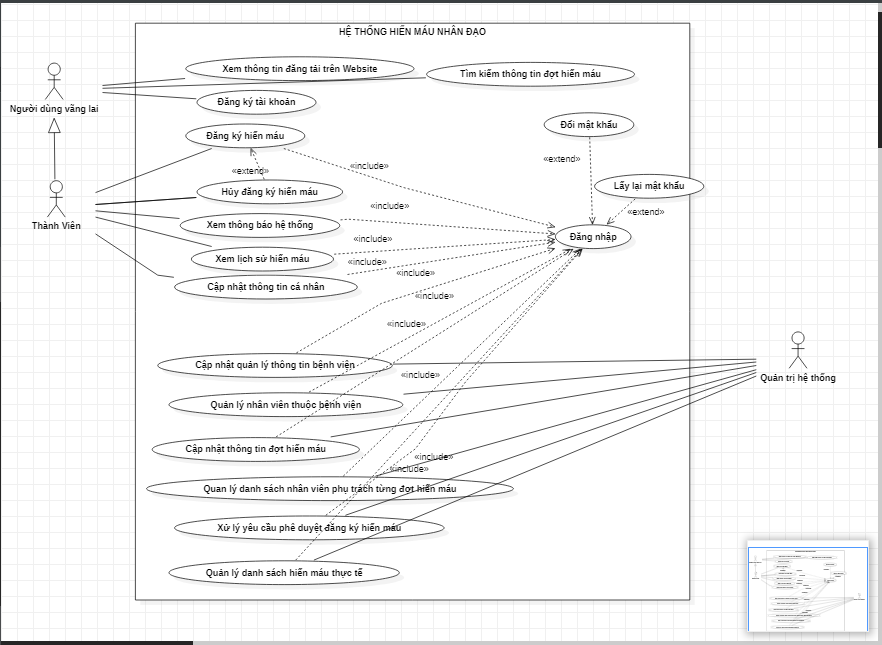 HỆ THỐNG HIẾN MÁU NHÂN ĐẠO
Xem thông tin đăng tải trên Website
Tìm kiếm thông tin đợt hiến máu
Người dùng vãng lai
Đăng ký tài khoản
Đổi mật khẩu
Đăng ký hiến máu
«include»
«extend»
«extend»
Hủy đăng ký hiến máu
Lấy lại mật khẩu
«include»
«extend»
Thành Viên
Xem thông báo hệ thống
Đăng nhập
«include»
Xem lịch sử hiến máu
«include»
«include»
Cập nhật thông tin cá nhân
«include»
«include»
Cập nhật quản lý thông tin bệnh viện
«include»
Quản trị hệ thống
Quản lý nhân viên thuộc bệnh viện
Cập nhật thông tin đợt hiến máu
«include»
«include»
Quan lý danh sách nhân viên phụ trách từng đợt hiến máu
Xử lý yêu cầu phê duyệt đăng ký hiến máu
Quản lý danh sách hiến máu thực tế